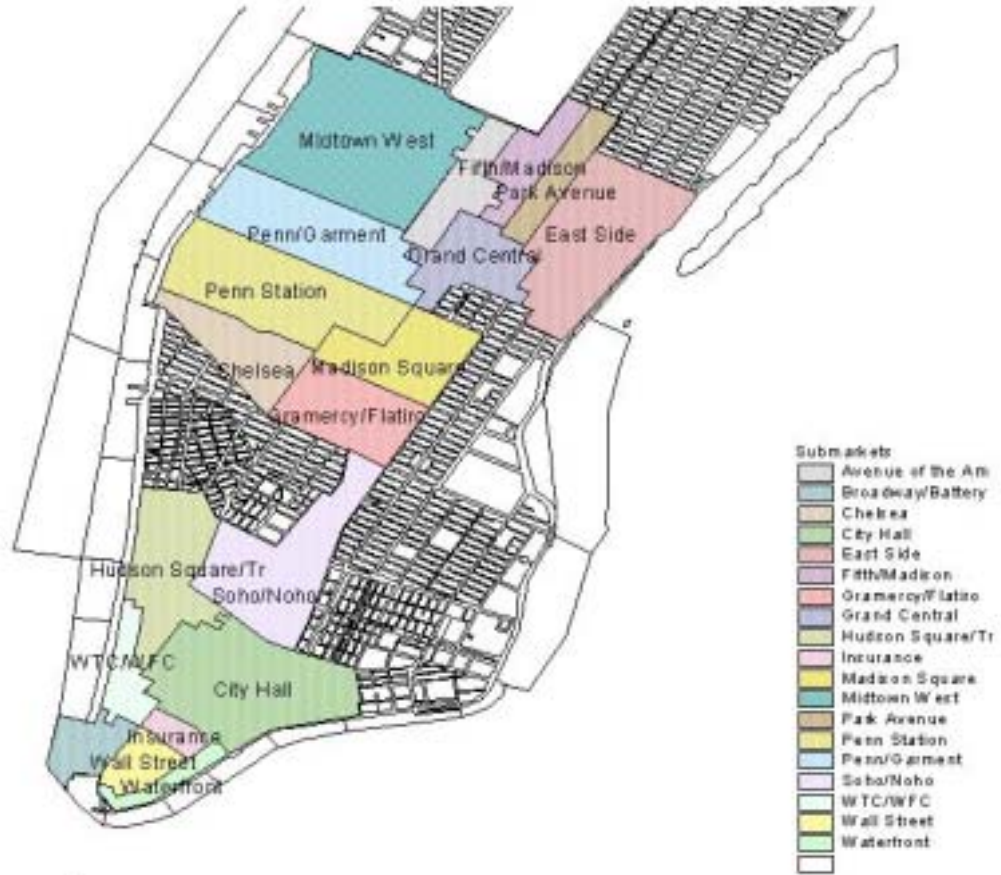 Midtown West
Fifth/Madison
Park Avenue
Penn/Garment
East Side
Grand Central
Penn Station
Chelsea
Madison Square
Gramercy/Flatiro
Hudson Square/Tr
Soho/Noho
WTC/WFC
City Hall
Insurance
Wall Street
Waterfront
Submarkets
Avenue of the Am
Broadway/Battery
Chelsea
City Hall
East Side
Fifth/Madison
Gramercy/Flatiro
Grand Central
Hudson Square/Tr
Insurance
Madison Square
Midtown West
Park Avenue
Penn Station
Penn/Garment
Soho/Noho
WTC/WFC
Wall Street
Waterfront